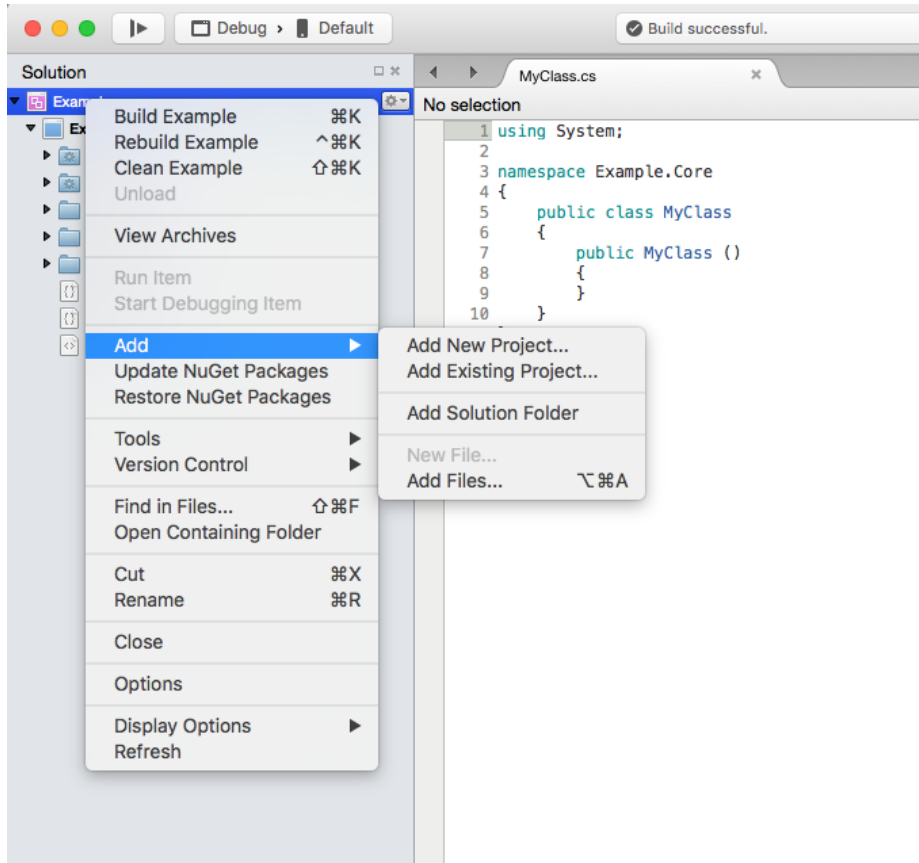 Debug › Default
Build successful.
Solution
MyClass.cs
No selection
Build Example ⌘K
Rebuild Example ^⌘K
Clean Example ⇧⌘K
Unload
View Archives
Run Item
Start Debugging Item
Add
Update NuGet Packages
Restore NuGet Packages
Tools
Version Control
Find in Files... ⇧⌘F
Open Containing Folder
Cut ⌘X
Rename ⌘R
Close
Options
Display Options
Refresh
Add New Project...
Add Existing Project...
Add Solution Folder
New File...
Add Files... ⌥⌘A
1 using System;
2
3 namespace Example.Core
4 {
5 public class MyClass
6 {
7 public MyClass ()
8 {
9 }
10 }